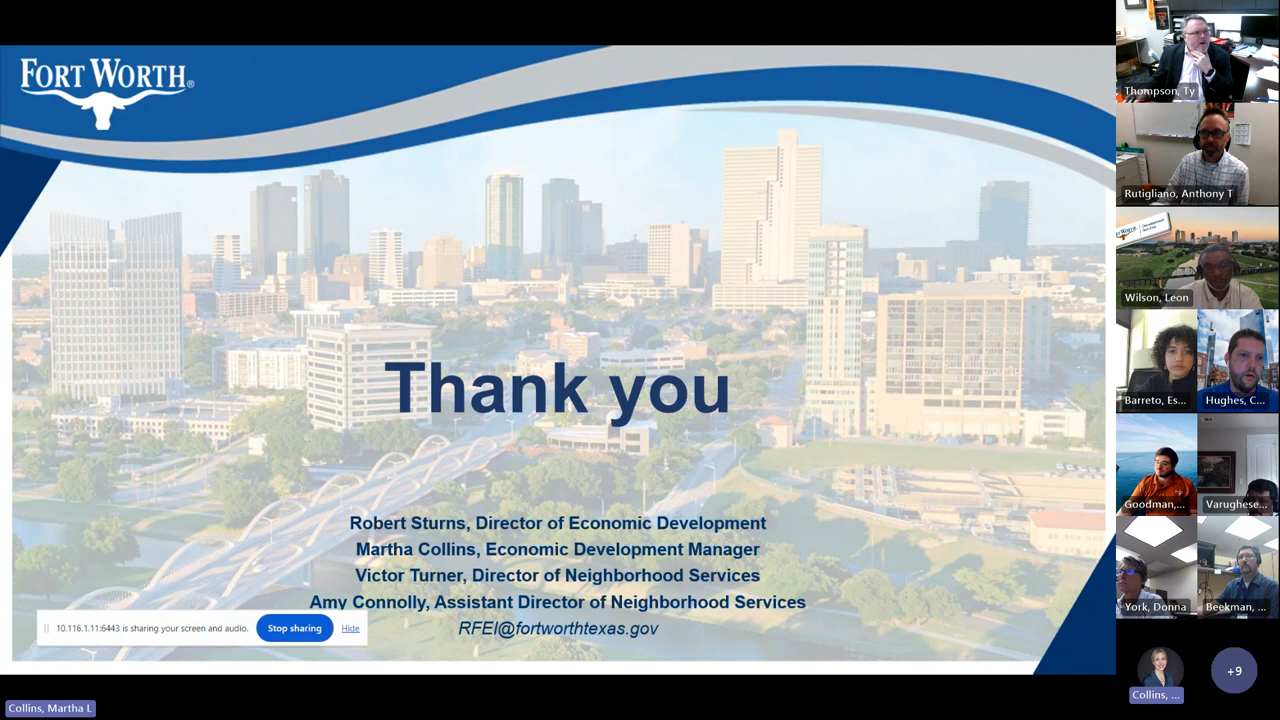 FORT WORTH®
Thank you
Robert Sturns, Director of Economic Development
Martha Collins, Economic Development Manager
Victor Turner, Director of Neighborhood Services
Amy Connolly, Assistant Director of Neighborhood Services
RFEI@fortworthtexas.gov
10.116.1.11:6443 is sharing your screen and audio.
Stop sharing
Hide
Collins, Martha L
Thompson, Ty
Rutigliano, Anthony T
Wilson, Leon
Barreto, Es...
Hughes, C...
Goodman,...
Varughese...
York, Donna
Beekman, ...
Collins, ...
+9